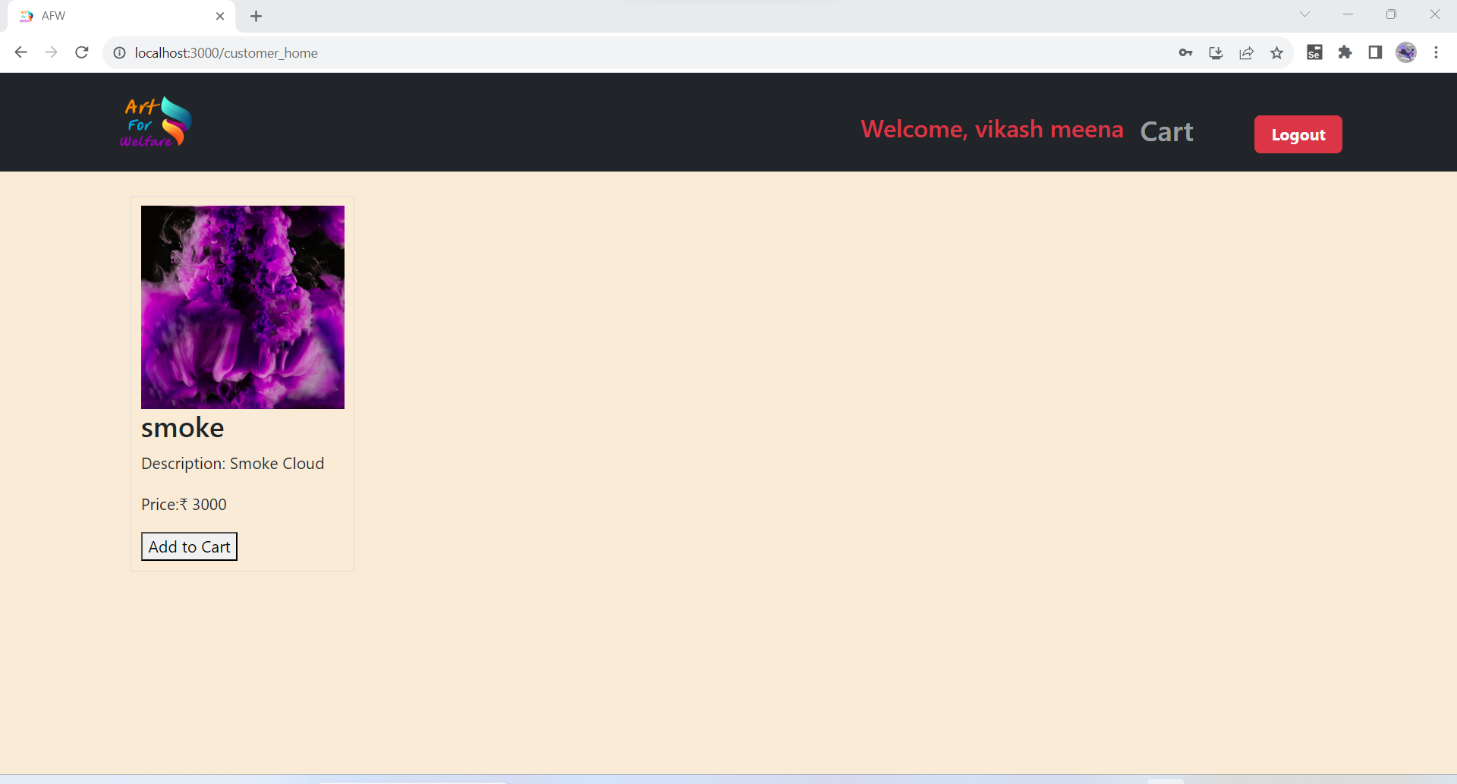 AFW
localhost:3000/customer_home
Se
Art
For
Welfare
Welcome, vikash meena
Cart
Logout
smoke
Description: Smoke Cloud
Price:₹ 3000
Add to Cart